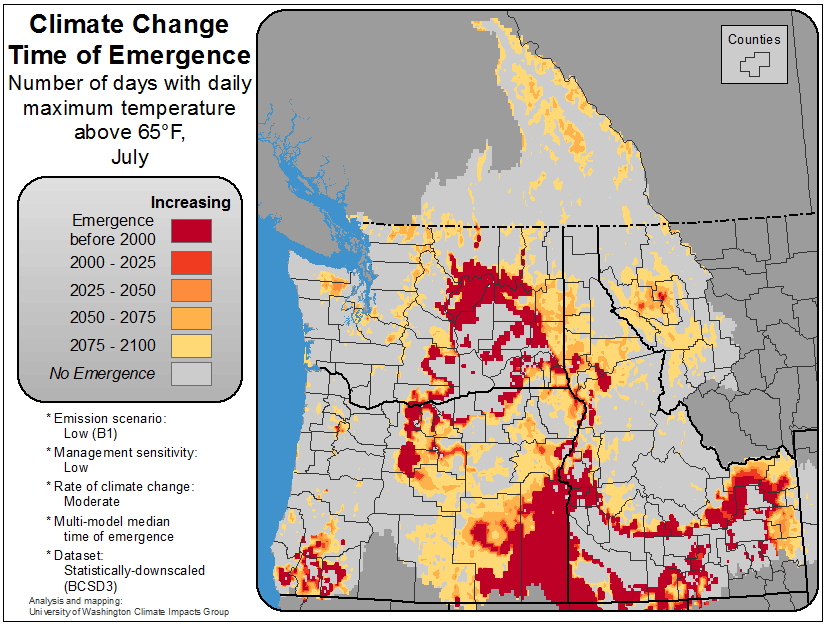 Climate Change
Time of Emergence
Number of days with daily
maximum temperature
above 65°F,
July
Increasing
Emergence
before 2000
2000 - 2025
2025 - 2050
2050 - 2075
2075 - 2100
No Emergence
* Emission scenario:
Low (B1)
* Management sensitivity:
Low
* Rate of climate change:
Moderate
* Multi-model median
time of emergence
* Dataset:
Statistically-downscaled
(BCSD3)
Analysis and mapping:
University of Washington Climate Impacts Group
Counties